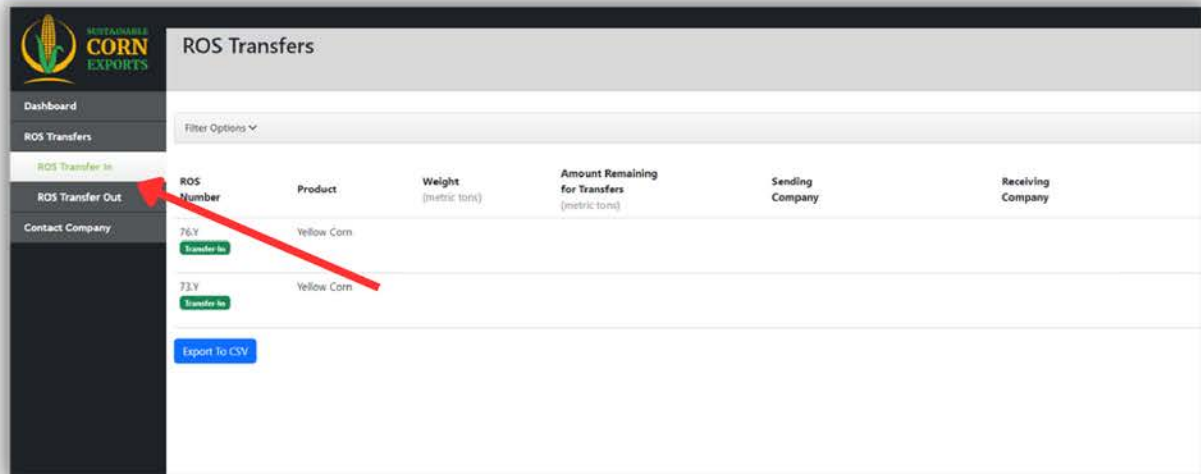 SUSTAINABLE
CORN
EXPORTS
ROS Transfers
Dashboard
ROS Transfers
ROS Transfer In
ROS Transfer Out
Contact Company
Filter Options
ROS
Number
Product
Weight
(metric tons)
Amount Remaining
for Transfers
(metric tons)
Sending
Company
Receiving
Company
76.Y
Yellow Corn
Transfer-In
73.Y
Yellow Corn
Transfer-In
Export To CSV